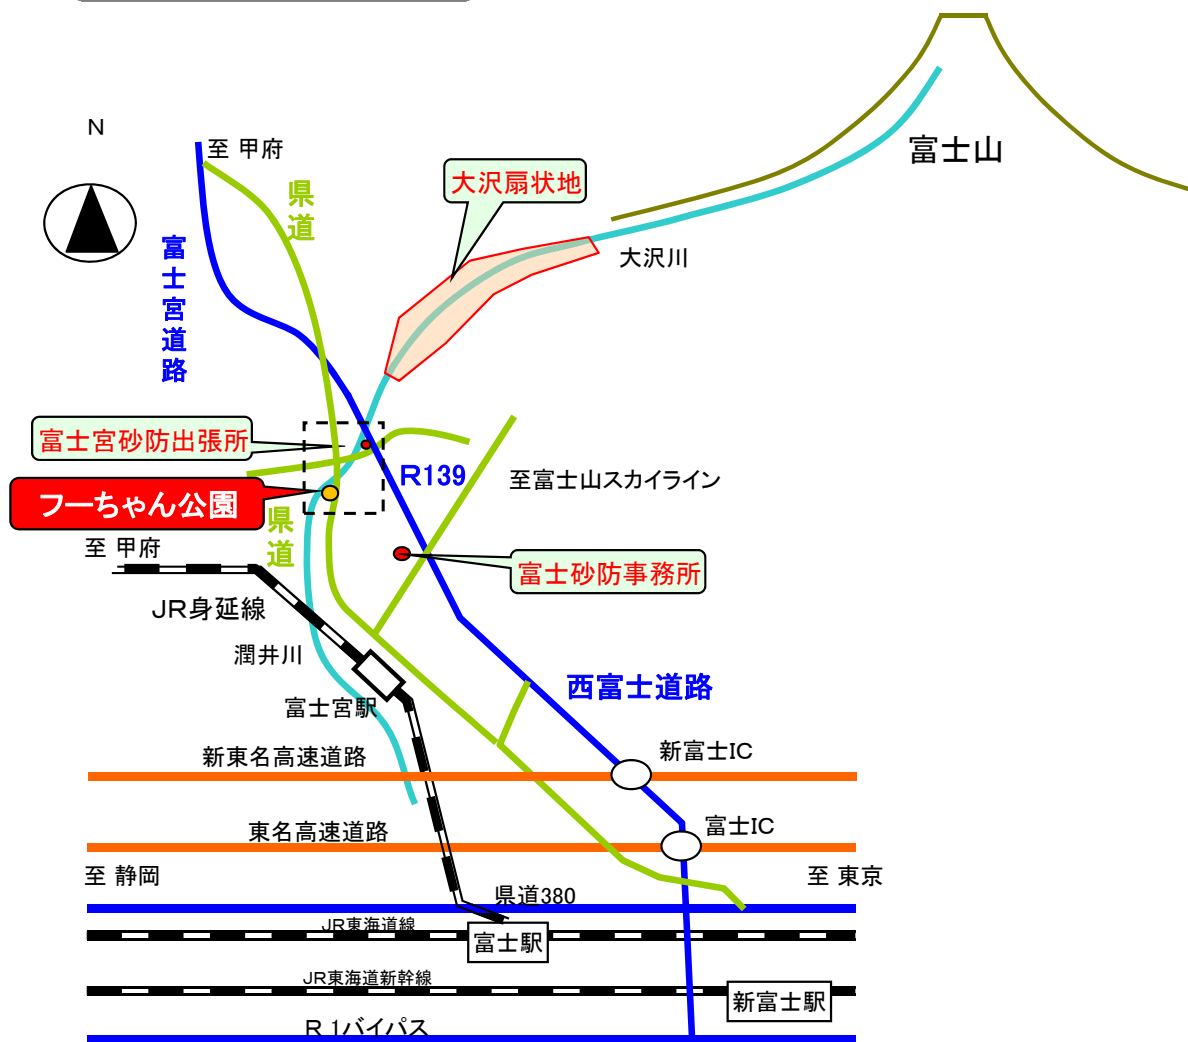 N
至 甲府
富士山
県道
大沢扇状地
富士宮道路
大沢川
富士宮砂防出張所
R139
至富士山スカイライン
フーちゃん公園
県道
至 甲府
富士砂防事務所
JR身延線
潤井川
西富士道路
富士宮駅
新東名高速道路
新富士IC
東名高速道路
富士IC
至 静岡
至 東京
県道380
JR東海道線
富士駅
JR東海道新幹線
新富士駅
R 1バイパス